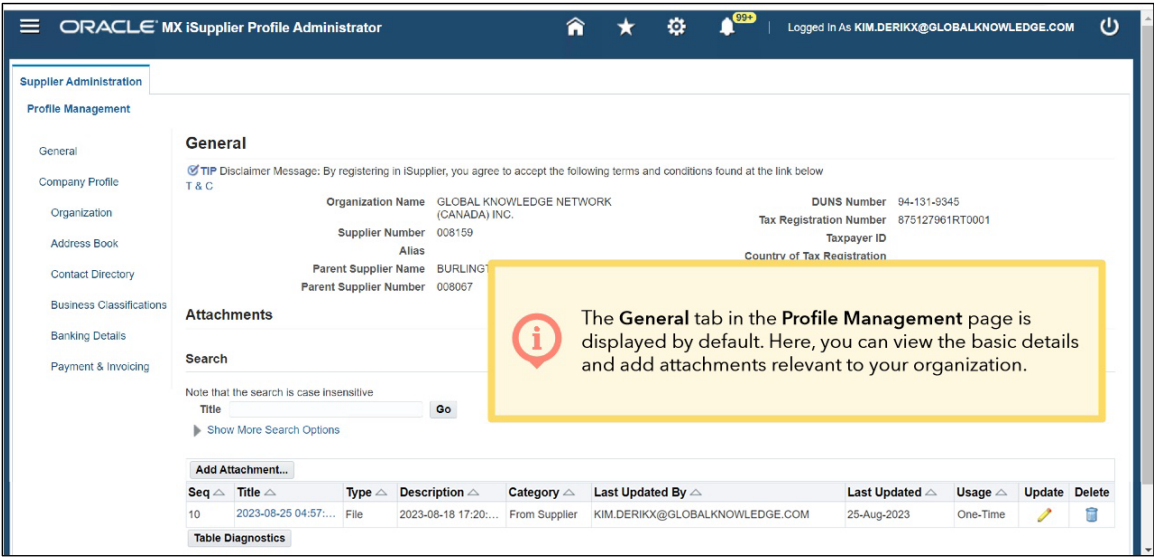 ORACLE MX iSupplier Profile Administrator
99+
Logged In As KIM.DERIKX@GLOBALKNOWLEDGE.COM
Supplier Administration
Profile Management
General
Company Profile
Organization
Address Book
Contact Directory
Business Classifications
Banking Details
Payment & Invoicing
General
TIP Disclaimer Message: By registering in iSupplier, you agree to accept the following terms and conditions found at the link below
T & C
Organization Name GLOBAL KNOWLEDGE NETWORK
(CANADA) INC.
Supplier Number 008159
Alias
Parent Supplier Name
Parent Supplier Number 008067
DUNS Number 94-131-9345
Tax Registration Number 875127961RT0001
Taxpayer ID
Country of Tax Registration
The General tab in the Profile Management page is
displayed by default. Here, you can view the basic details
and add attachments relevant to your organization.
Attachments
Search
Note that the search is case insensitive
Title Go
Show More Search Options
Add Attachment...
Seq Title Type Description Category Last Updated By Last Updated Usage Update Delete
10 2023-08-25 04:57:... File 2023-08-18 17:20:... From Supplier KIM.DERIKX@GLOBALKNOWLEDGE.COM 25-Aug-2023 One-Time
Table Diagnostics